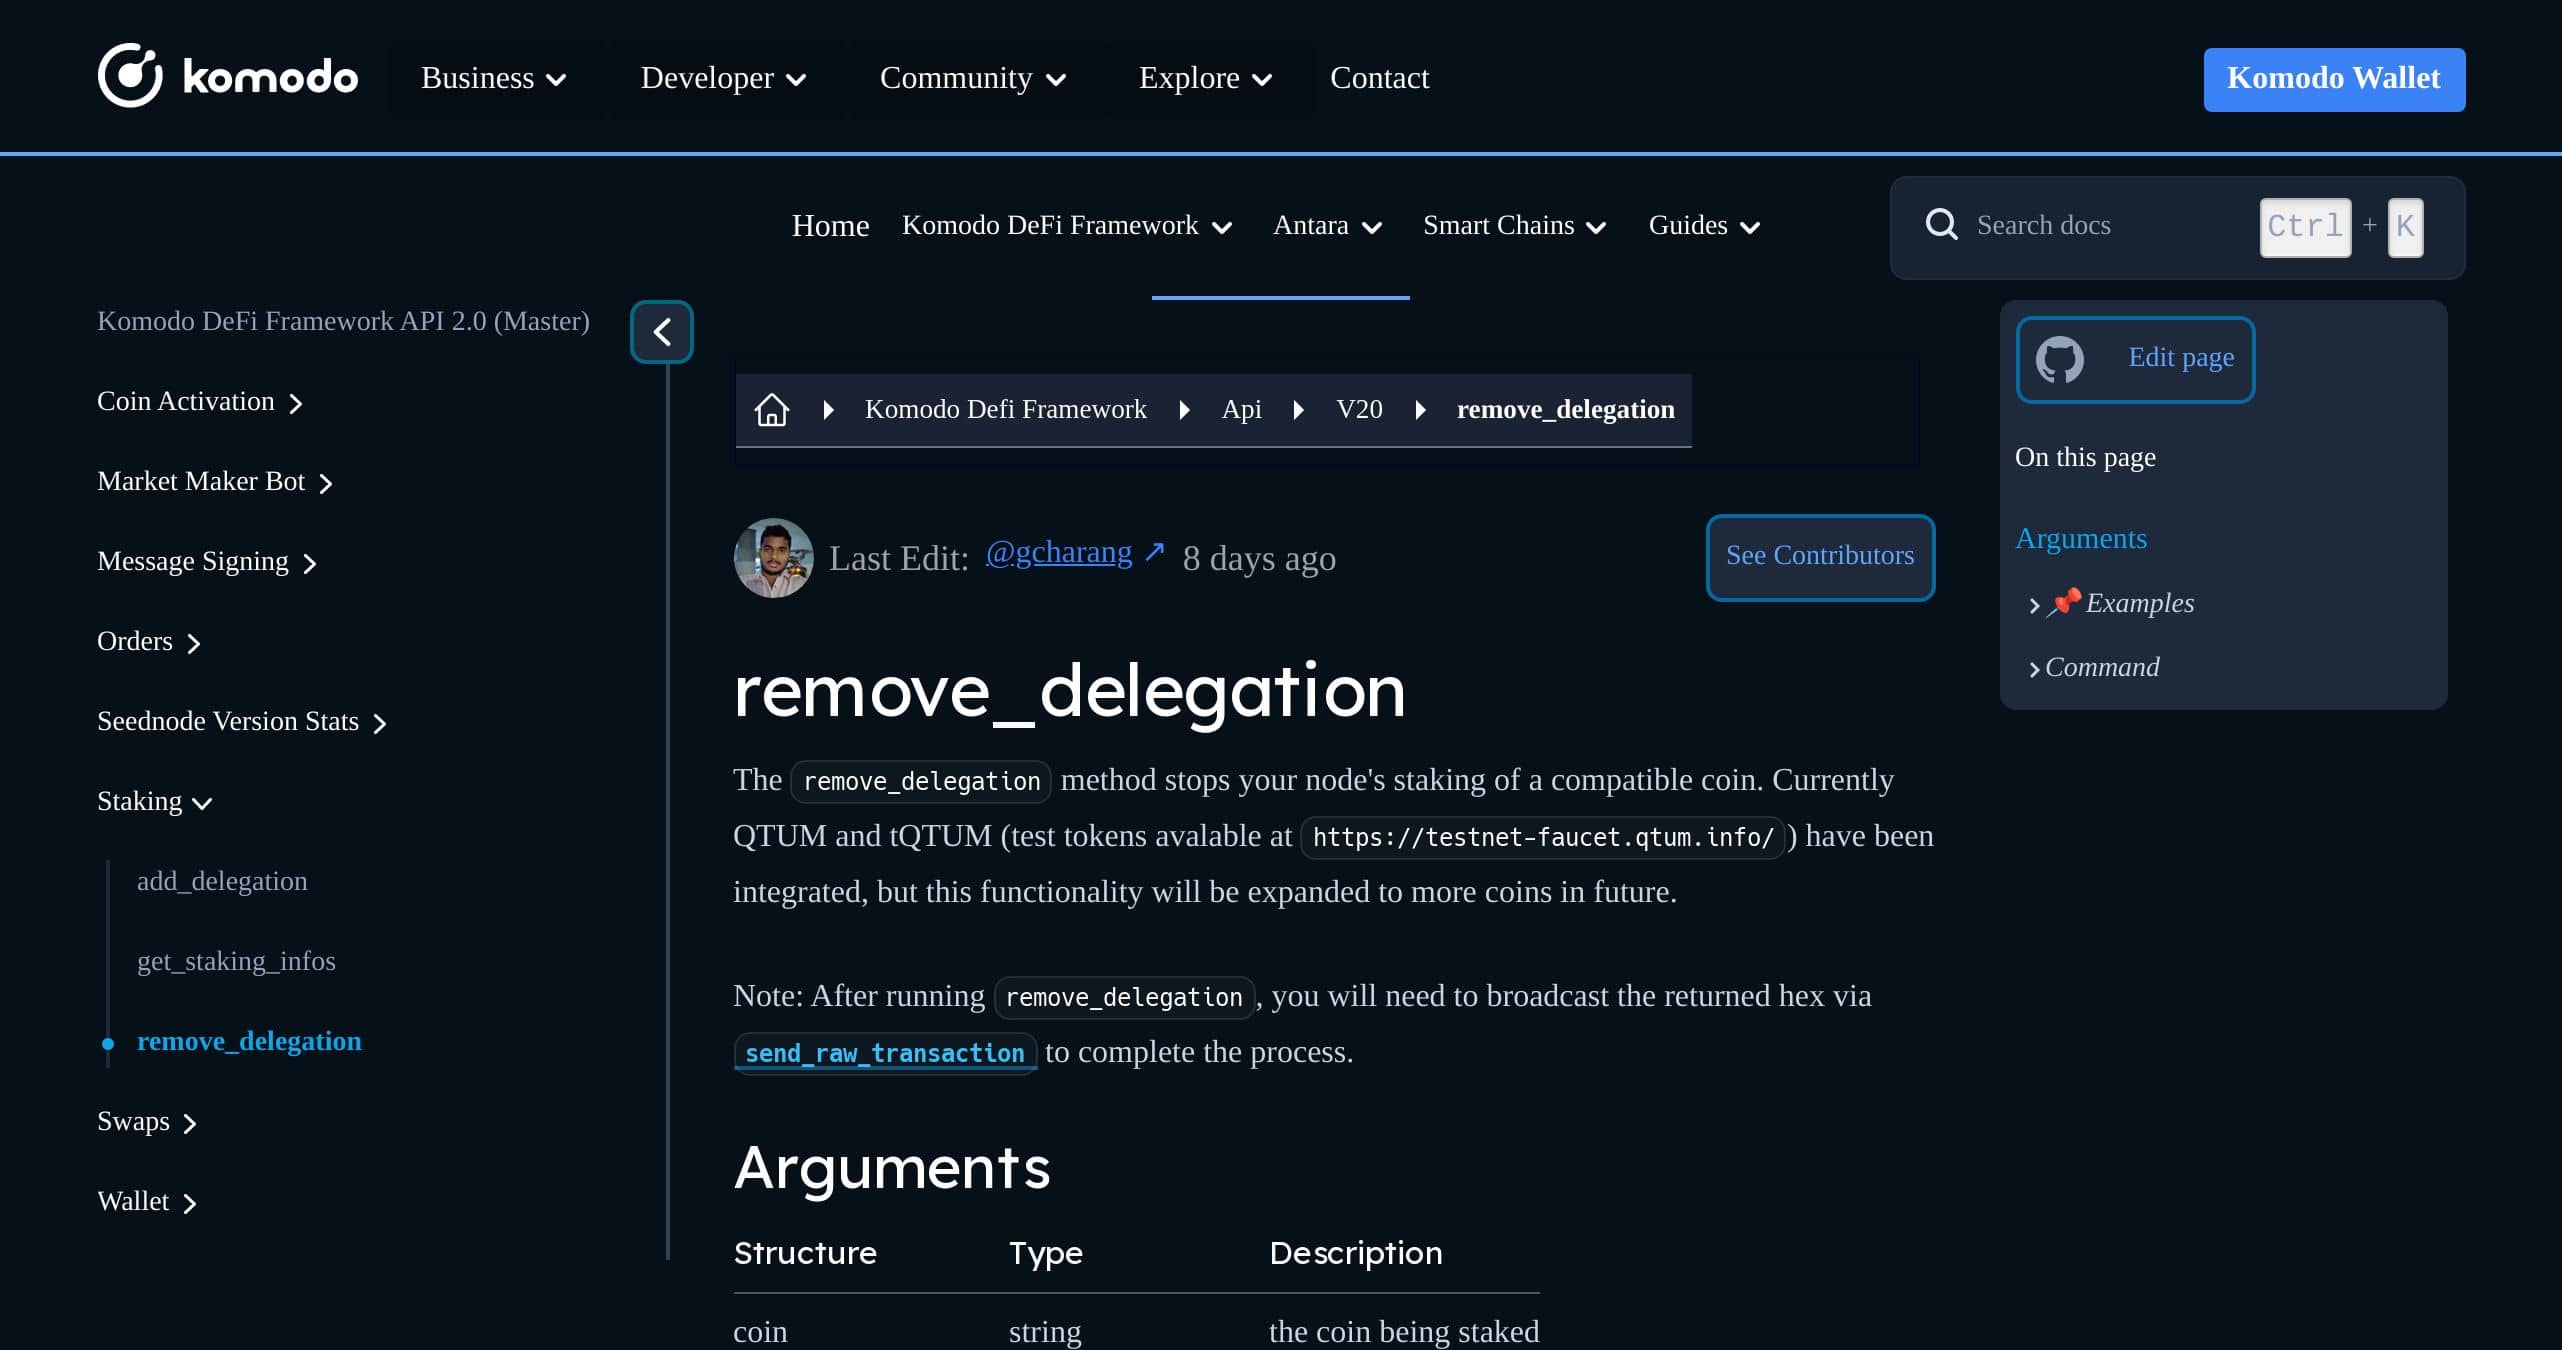 komodo Business Developer Community Explore Contact Komodo Wallet
Home Komodo DeFi Framework Antara Smart Chains Guides Search docs Ctrl + K
Komodo DeFi Framework API 2.0 (Master)
Coin Activation
Market Maker Bot
Message Signing
Orders
Seednode Version Stats
Staking
add_delegation
get_staking_infos
remove_delegation
Swaps
Wallet
Komodo Defi Framework Api V20 remove_delegation
Last Edit: @gcharang ↗ 8 days ago See Contributors
remove_delegation
The remove_delegation method stops your node's staking of a compatible coin. Currently
QTUM and tQTUM (test tokens avalable at https://testnet-faucet.qtum.info/) have been
integrated, but this functionality will be expanded to more coins in future.
Note: After running remove_delegation, you will need to broadcast the returned hex via
send_raw_transaction to complete the process.
Arguments
Structure Type Description
coin string the coin being staked
Edit page
On this page
Arguments
📌 Examples
Command